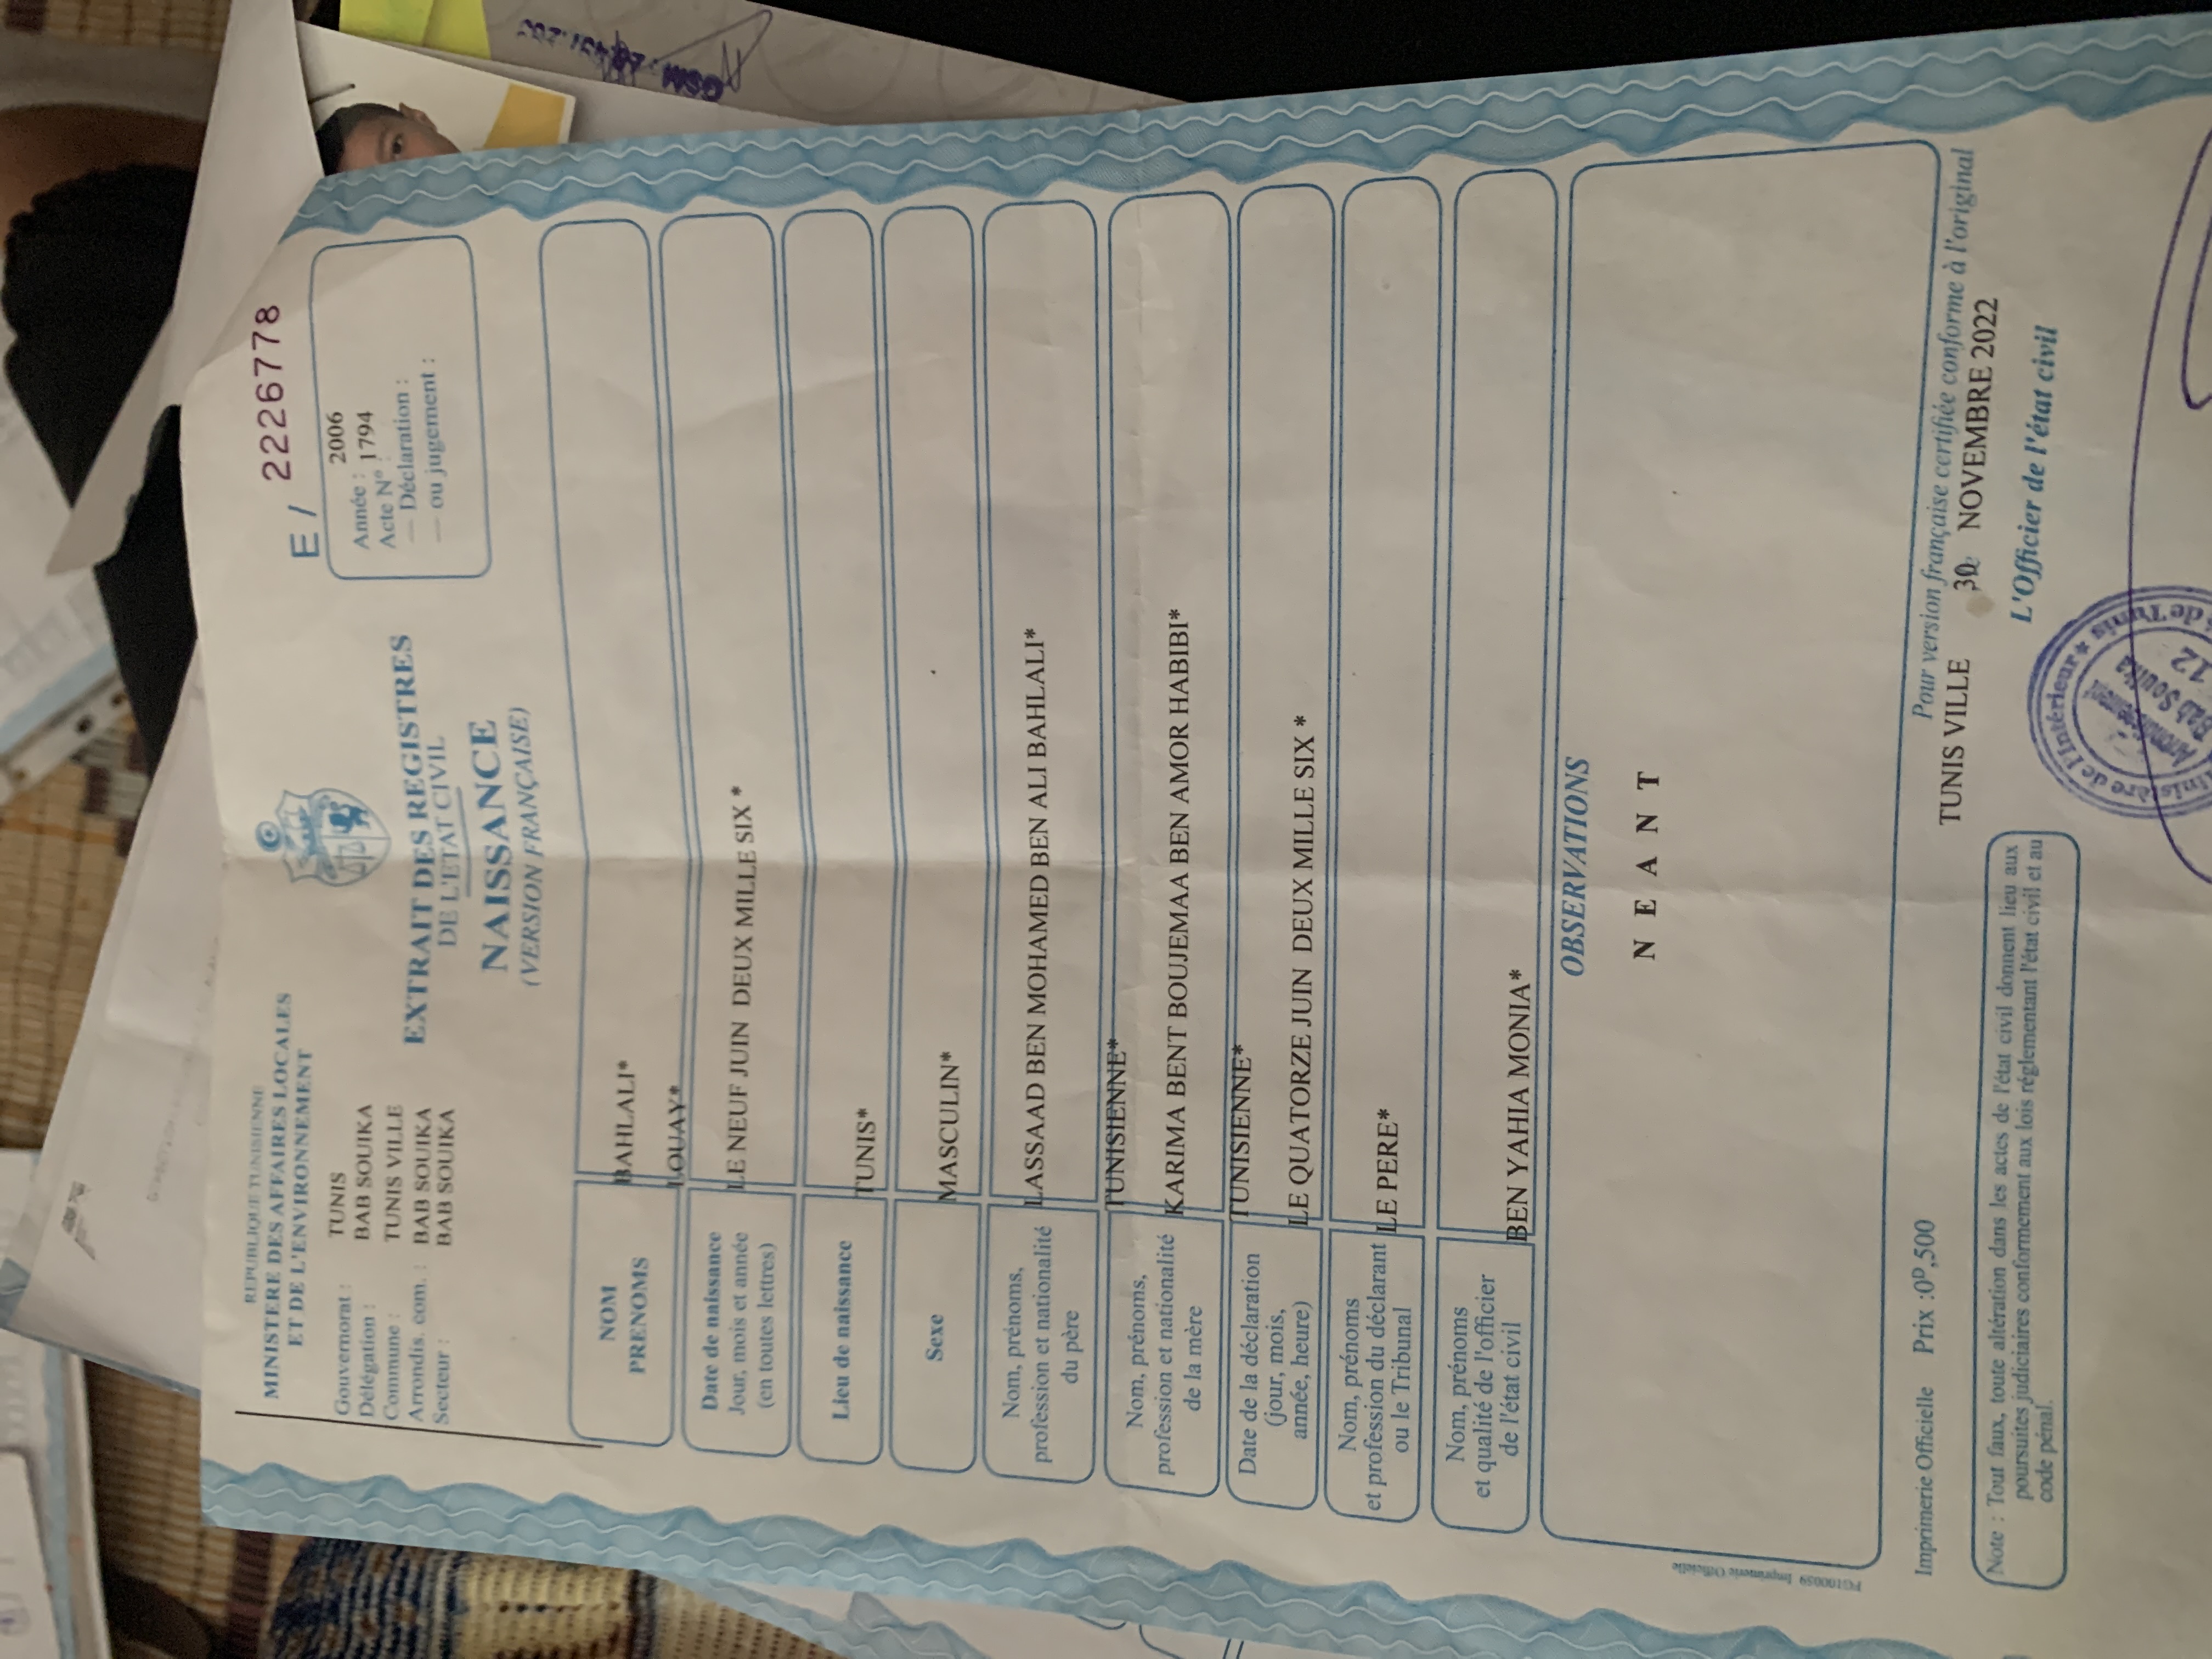 REPUBLIQUE TUNISIENNE
MINISTERE DES AFFAIRES LOCALES
ET DE L'ENVIRONNEMENT
E / 2226778
Gouvernorat : TUNIS
Délégation : BAB SOUIKA
Commune : TUNIS VILLE
Arrondis. com. : BAB SOUIKA
Secteur : BAB SOUIKA
Année : 2006
Acte N° : 1794
— Déclaration :
— ou jugement :
EXTRAIT DES REGISTRES
DE L'ETAT CIVIL
NAISSANCE
(VERSION FRANÇAISE)
NOM BAHLALI*
PRENOMS LOUAY*
Date de naissance
Jour, mois et année
(en toutes lettres)
LE NEUF JUIN DEUX MILLE SIX *
Lieu de naissance TUNIS*
Sexe MASCULIN*
Nom, prénoms,
profession et nationalité
du père
LASSAAD BEN MOHAMED BEN ALI BAHLALI*
TUNISIENNE*
Nom, prénoms,
profession et nationalité
de la mère
KARIMA BENT BOUJEMAA BEN AMOR HABIBI*
TUNISIENNE*
Date de la déclaration
(jour, mois,
année, heure)
LE QUATORZE JUIN DEUX MILLE SIX *
Nom, prénoms
et profession du déclarant
ou le Tribunal
LE PERE*
Nom, prénoms
et qualité de l'officier
de l'état civil
BEN YAHIA MONIA*
OBSERVATIONS
N E A N T
PG100059 Imprimerie Officielle
Imprimerie Officielle Prix :0D,500
Pour version française certifiée conforme à l'original
TUNIS VILLE 30 NOVEMBRE 2022
L'Officier de l'état civil
Note : Tout faux, toute altération dans les actes de l'état civil donnent lieu aux
poursuites judiciaires conformement aux lois réglementant l'état civil et au
code pénal.
de l'Intérieur ★
de Tunis
Bab Souika
12